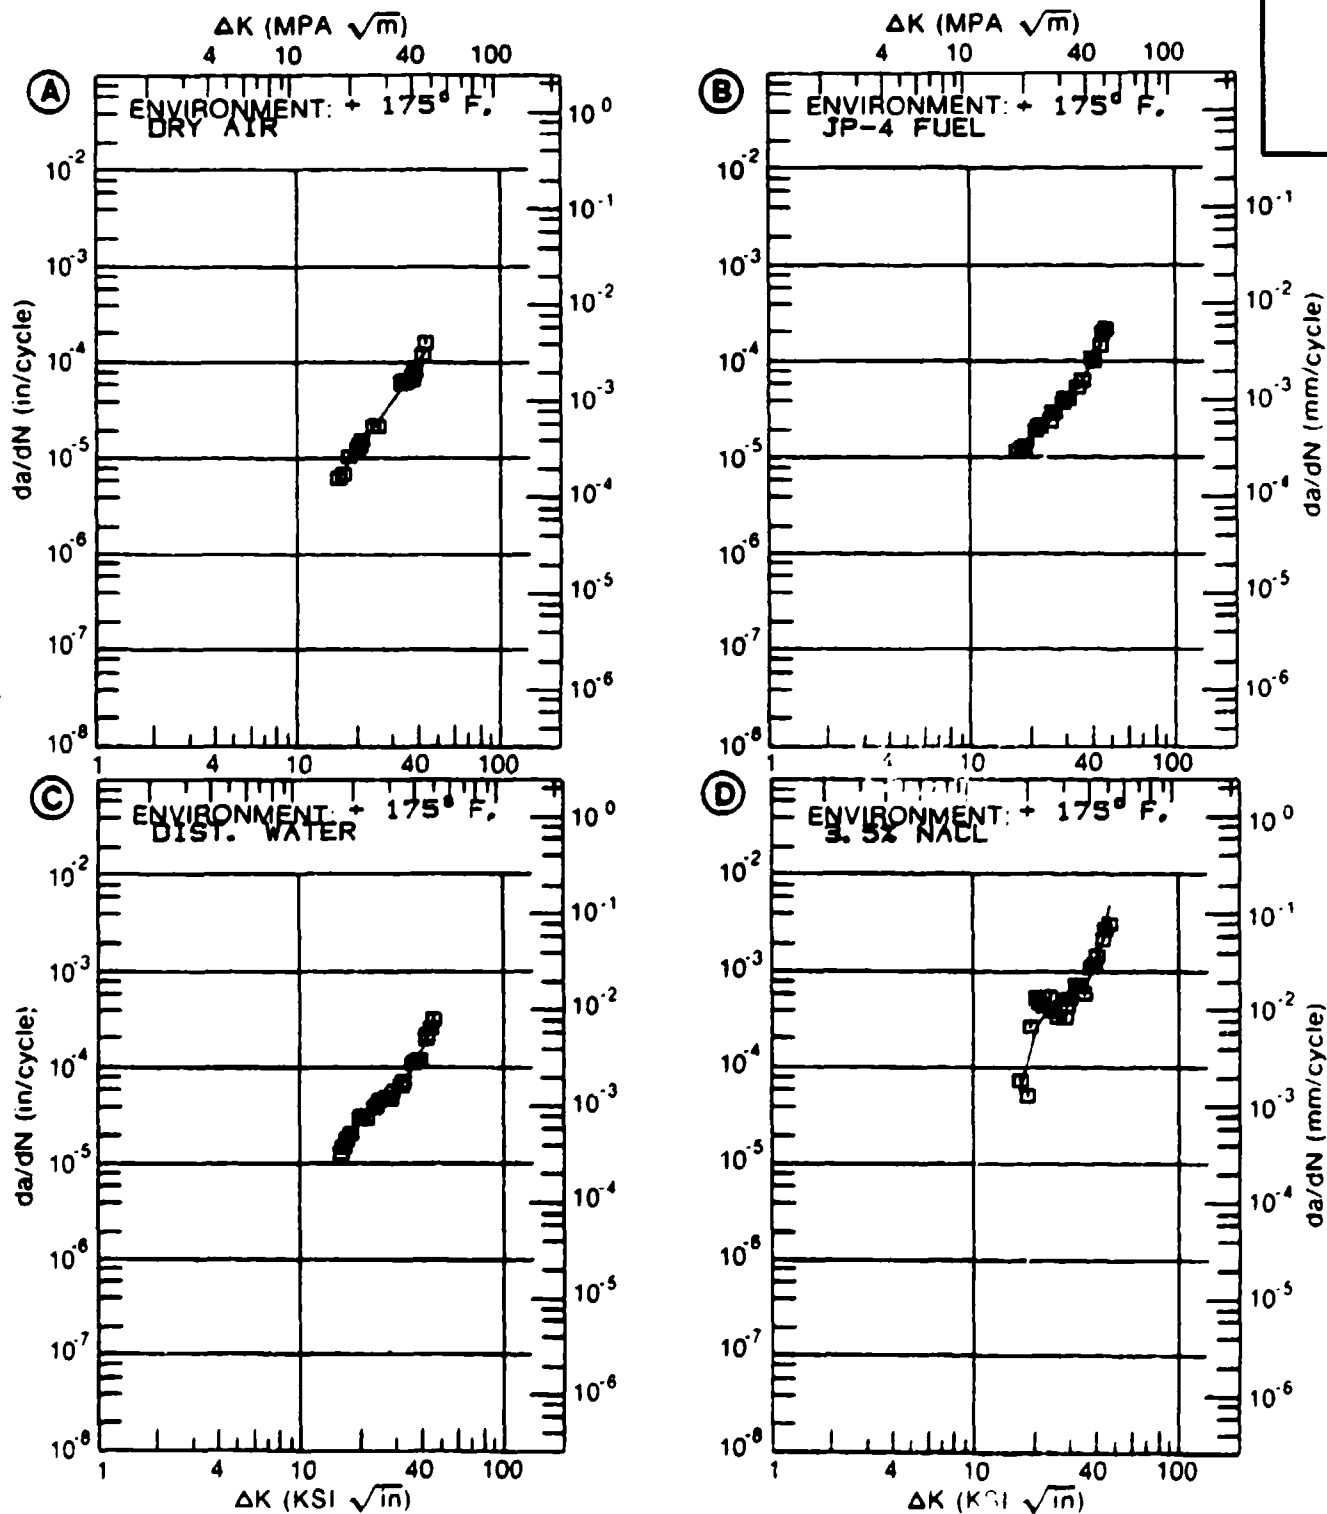 ΔK (MPA √m) ΔK (MPA √m)
4 10 40 100 4 10 40 100
A ENVIRONMENT: + 175° F. B ENVIRONMENT: + 175° F.
DRY AIR JP-4 FUEL
10^0
10^-2 10^-2
10^-1 10^-1
10^-3 10^-3
10^-2 10^-2
10^-4 10^-4
10^-3 10^-3
10^-5 10^-5
10^-4 10^-4
10^-6 10^-6
10^-5 10^-5
10^-7 10^-7
10^-6 10^-6
10^-8 10^-8
da/dN (in/cycle) da/dN (mm/cycle)
1 4 10 40 100 1 4 10 40 100
C ENVIRONMENT: + 175° F. D ENVIRONMENT: + 175° F.
DIST. WATER 3.5% NACL
10^0 10^0
10^-2 10^-2
10^-1 10^-1
10^-3 10^-3
10^-2 10^-2
10^-4 10^-4
10^-3 10^-3
10^-5 10^-5
10^-4 10^-4
10^-6 10^-6
10^-5 10^-5
10^-7 10^-7
10^-6 10^-6
10^-8 10^-8
da/dN (in/cycle) da/dN (mm/cycle)
1 4 10 40 100 1 4 10 40 100
ΔK (KSI √in) ΔK (KSI √in)